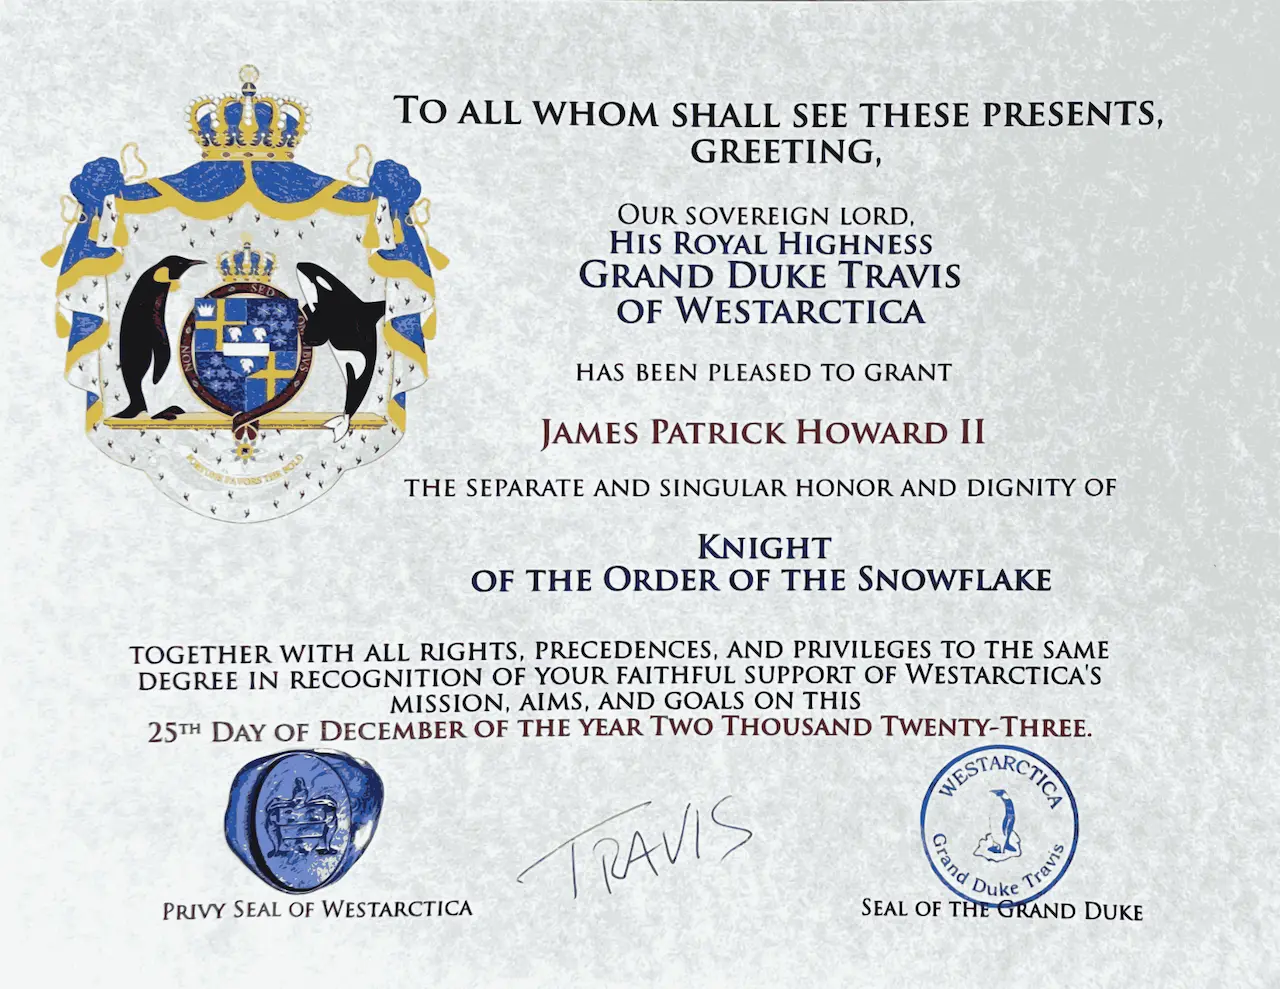 TO ALL WHOM SHALL SEE THESE PRESENTS,
GREETING,
OUR SOVEREIGN LORD,
HIS ROYAL HIGHNESS
GRAND DUKE TRAVIS
OF WESTARCTICA
HAS BEEN PLEASED TO GRANT
JAMES PATRICK HOWARD II
THE SEPARATE AND SINGULAR HONOR AND DIGNITY OF
KNIGHT
OF THE ORDER OF THE SNOWFLAKE
NON SED OMNIBVS
FORTUNE FAVORS THE BOLD
TOGETHER WITH ALL RIGHTS, PRECEDENCES, AND PRIVILEGES TO THE SAME
DEGREE IN RECOGNITION OF YOUR FAITHFUL SUPPORT OF WESTARCTICA'S
MISSION, AIMS, AND GOALS ON THIS
25TH DAY OF DECEMBER OF THE YEAR TWO THOUSAND TWENTY-THREE.
TRAVIS
WESTARCTICA
Grand Duke Travis
PRIVY SEAL OF WESTARCTICA
SEAL OF THE GRAND DUKE